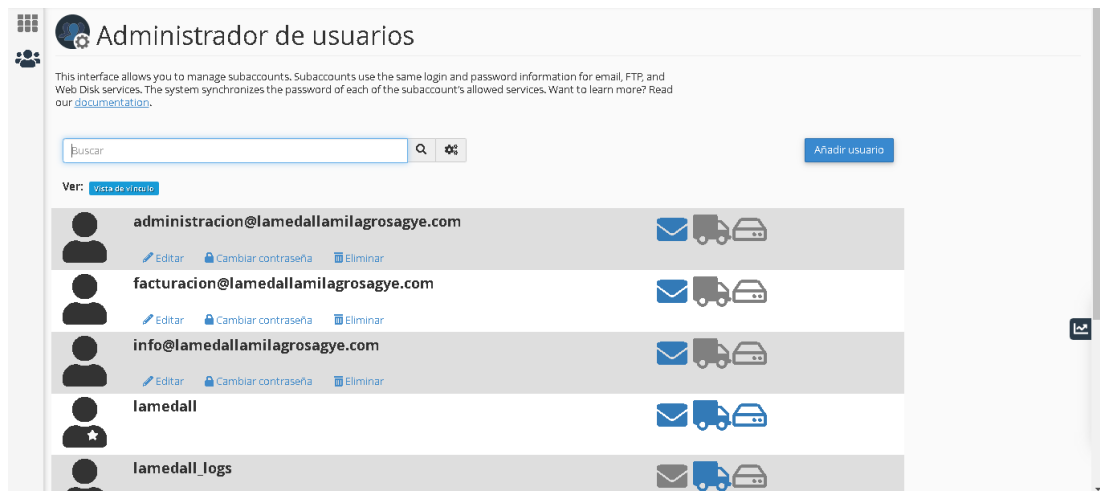 Administrador de usuarios
This interface allows you to manage subaccounts. Subaccounts use the same login and password information for email, FTP, and
Web Disk services. The system synchronizes the password of each of the subaccount's allowed services. Want to learn more? Read
our documentation.
Buscar
Añadir usuario
Ver: Vista de vínculo
administracion@lamedallamilagrosagye.com
Editar Cambiar contraseña Eliminar
facturacion@lamedallamilagrosagye.com
Editar Cambiar contraseña Eliminar
info@lamedallamilagrosagye.com
Editar Cambiar contraseña Eliminar
lamedall
lamedall_logs